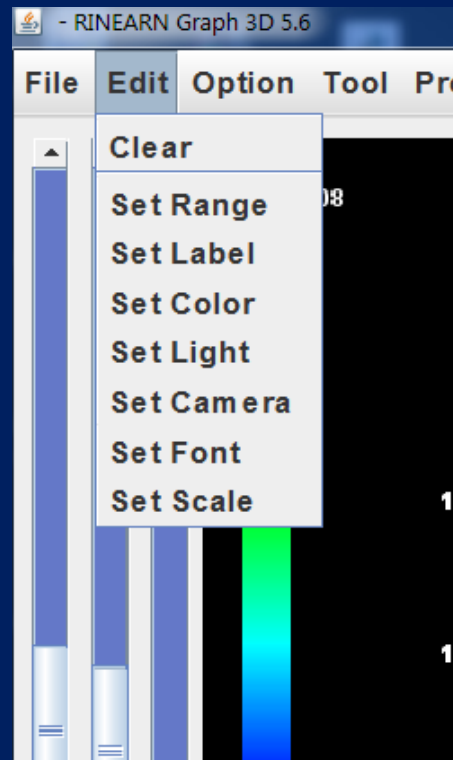 - RINEARN Graph 3D 5.6
File Edit Option Tool
Clear
Set Range
Set Label
Set Color
Set Light
Set Camera
Set Font
Set Scale